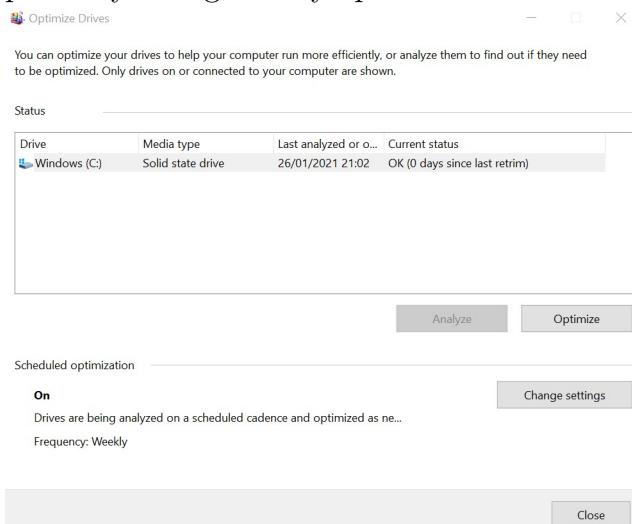 Optimize Drives
You can optimize your drives to help your computer run more efficiently, or analyze them to find out if they need
to be optimized. Only drives on or connected to your computer are shown.
Status
Drive Media type Last analyzed or o... Current status
Windows (C:) Solid state drive 26/01/2021 21:02 OK (0 days since last retrim)
Analyze Optimize
Scheduled optimization
On Change settings
Drives are being analyzed on a scheduled cadence and optimized as ne...
Frequency: Weekly
Close